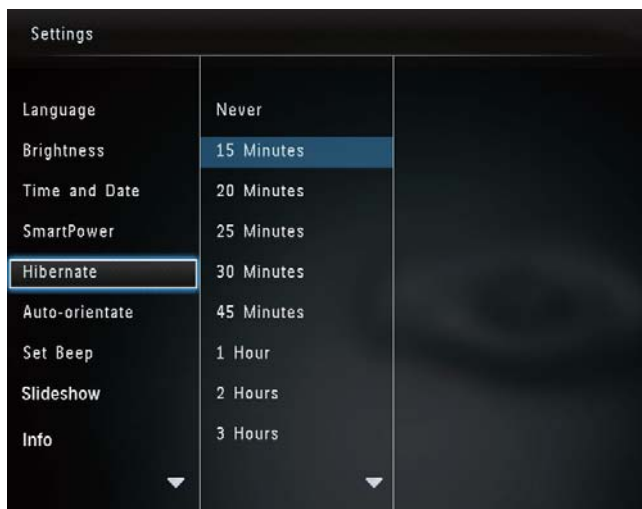 Settings
Language
Brightness
Time and Date
SmartPower
Hibernate
Auto-orientate
Set Beep
Slideshow
Info
Never
15 Minutes
20 Minutes
25 Minutes
30 Minutes
45 Minutes
1 Hour
2 Hours
3 Hours